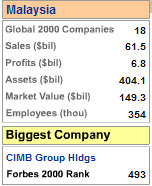 Malaysia
Global 2000 Companies 18
Sales ($bil) 61.5
Profits ($bil) 6.8
Assets ($bil) 404.1
Market Value ($bil) 149.3
Employees (thou) 354
Biggest Company
CIMB Group Hldgs
Forbes 2000 Rank 493